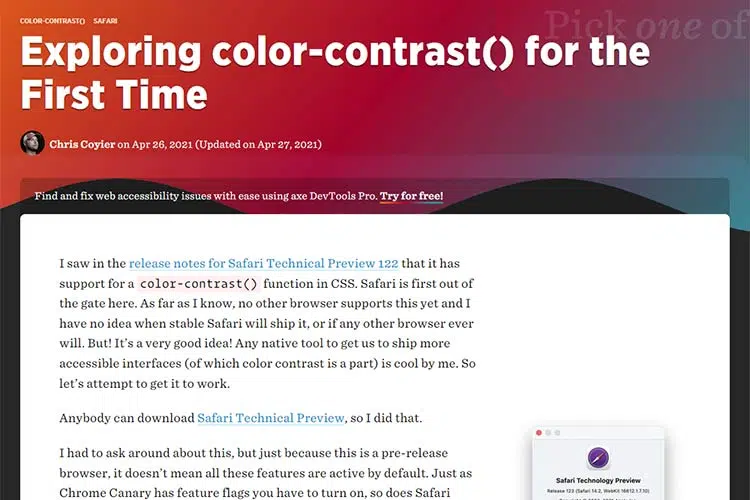 COLOR-CONTRAST() SAFARI
Pick one of
Exploring color-contrast() for the
First Time
Chris Coyier on Apr 26, 2021 (Updated on Apr 27, 2021)
Find and fix web accessibility issues with ease using axe DevTools Pro. Try for free!
I saw in the release notes for Safari Technical Preview 122 that it has
support for a color-contrast() function in CSS. Safari is first out of
the gate here. As far as I know, no other browser supports this yet and I
have no idea when stable Safari will ship it, or if any other browser ever
will. But! It’s a very good idea! Any native tool to get us to ship more
accessible interfaces (of which color contrast is a part) is cool by me. So
let’s attempt to get it to work.
Anybody can download Safari Technical Preview, so I did that.
I had to ask around about this, but just because this is a pre-release
browser, it doesn’t mean all these features are active by default. Just as
Chrome Canary has feature flags you have to turn on, so does Safari
Safari Technology Preview
Release 123 (Safari 14.2, WebKit 16612.1.7.10)